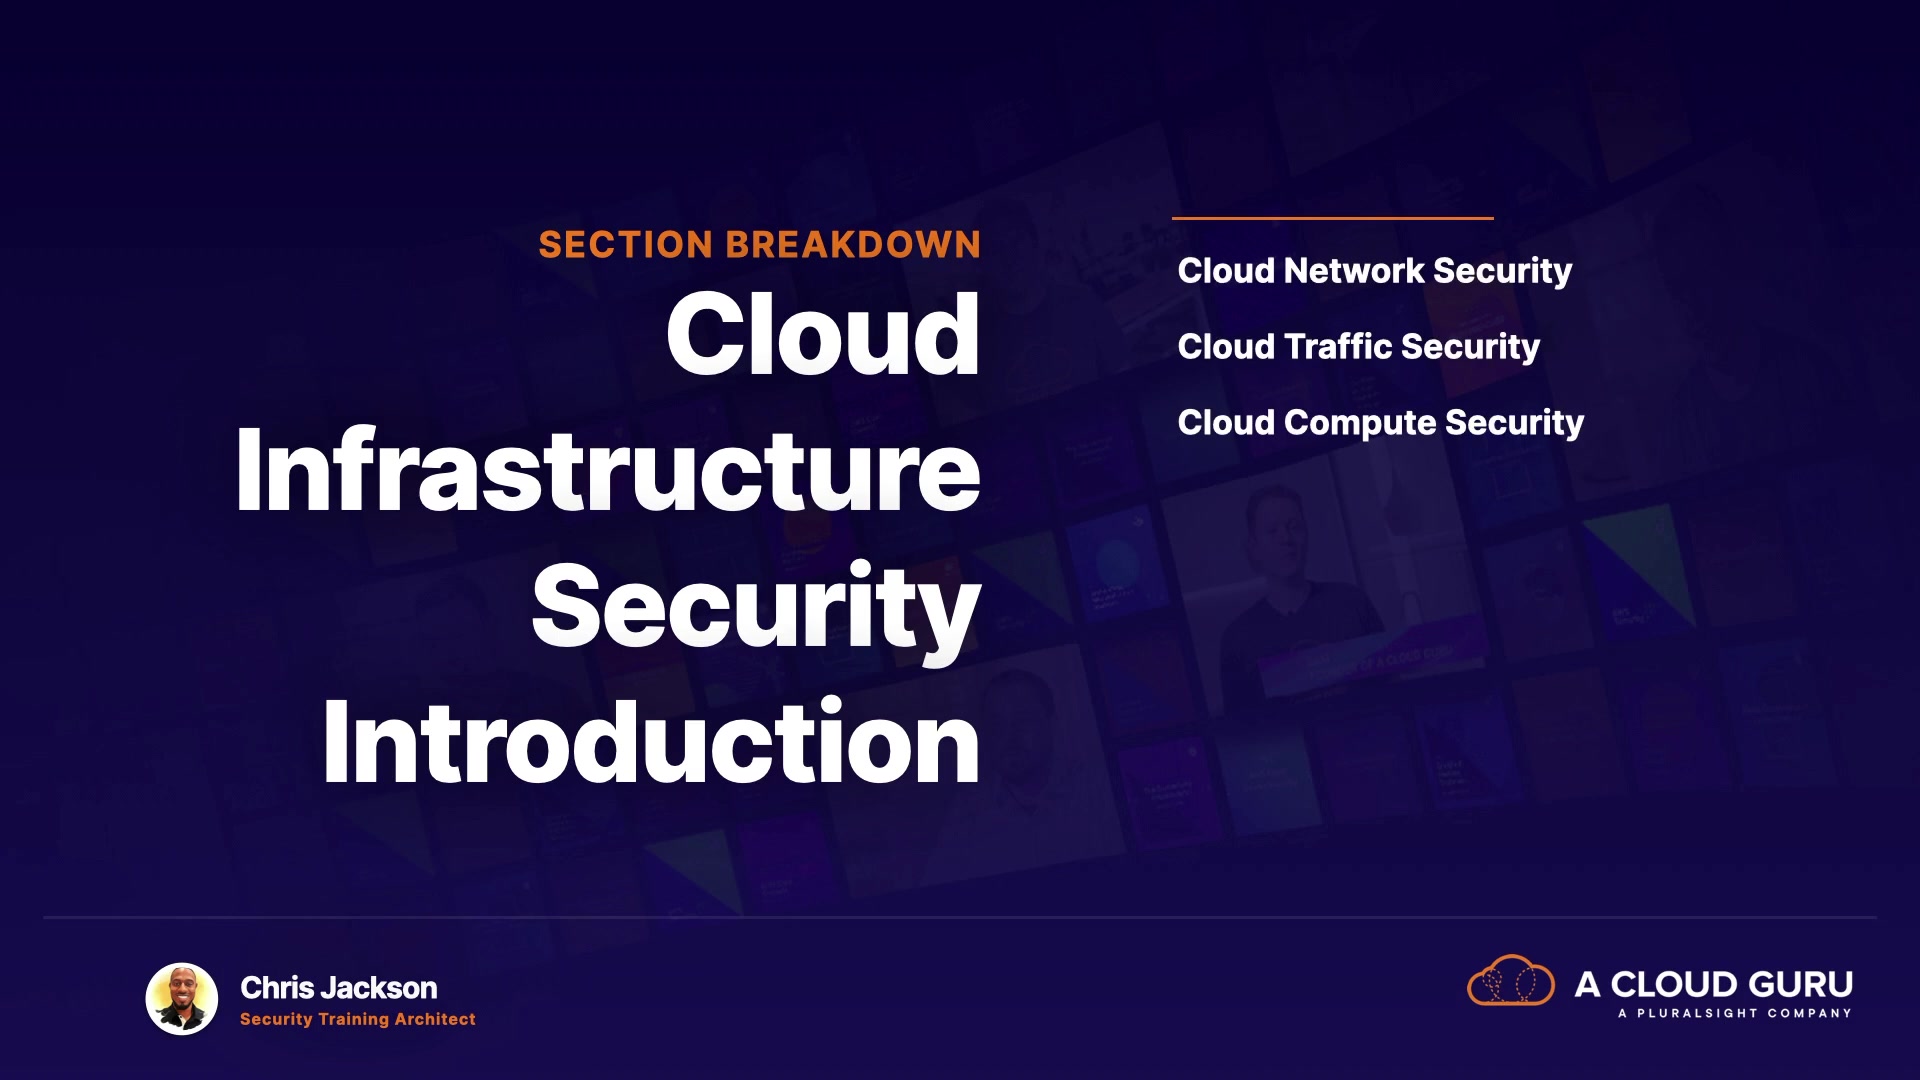 SECTION BREAKDOWN
Cloud
Infrastructure
Security
Introduction
Cloud Network Security
Cloud Traffic Security
Cloud Compute Security
Chris Jackson
Security Training Architect
A CLOUD GURU
A PLURALSIGHT COMPANY